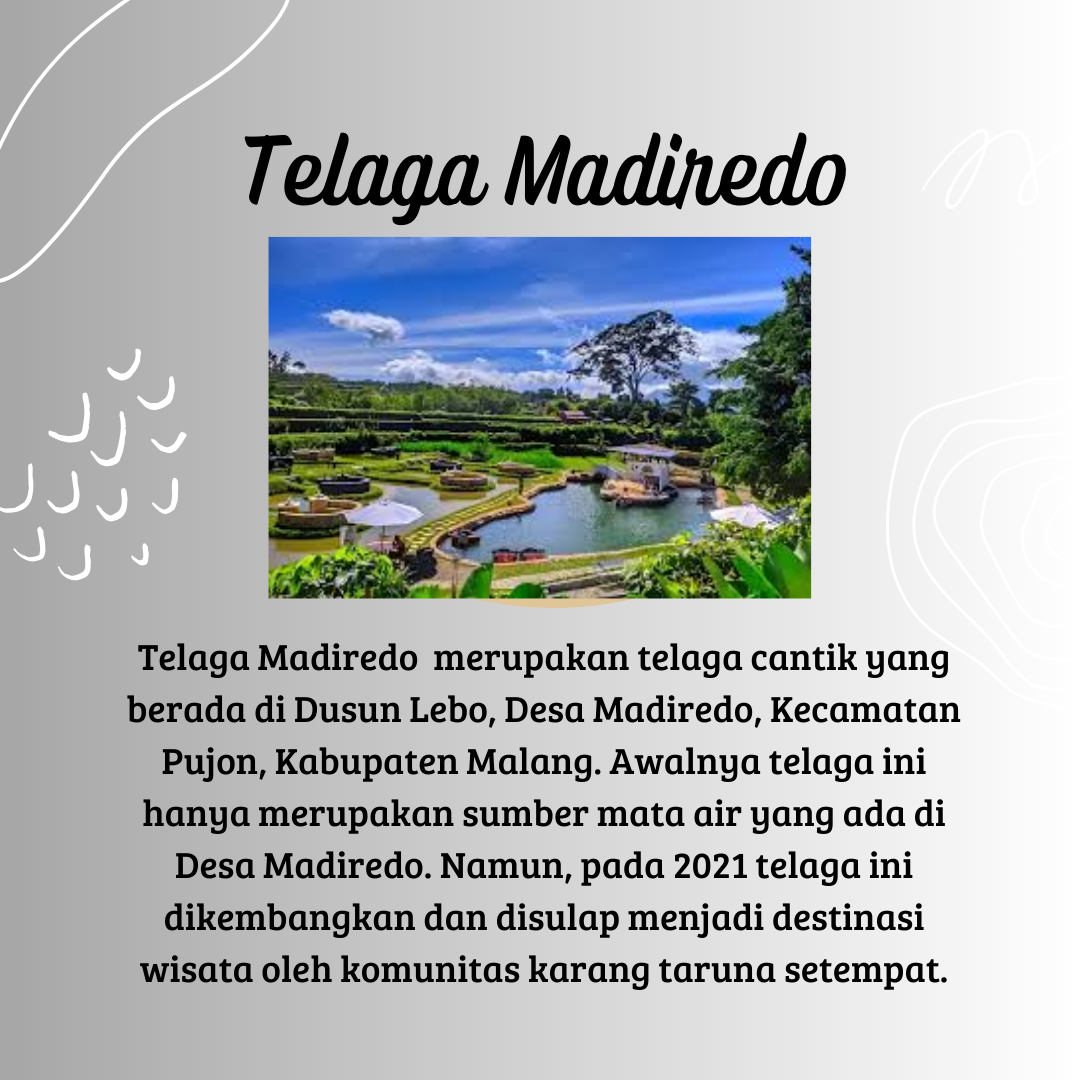 Telaga Madiredo
Telaga Madiredo  merupakan telaga cantik yang
berada di Dusun Lebo, Desa Madiredo, Kecamatan
Pujon, Kabupaten Malang. Awalnya telaga ini
hanya merupakan sumber mata air yang ada di
Desa Madiredo. Namun, pada 2021 telaga ini
dikembangkan dan disulap menjadi destinasi
wisata oleh komunitas karang taruna setempat.